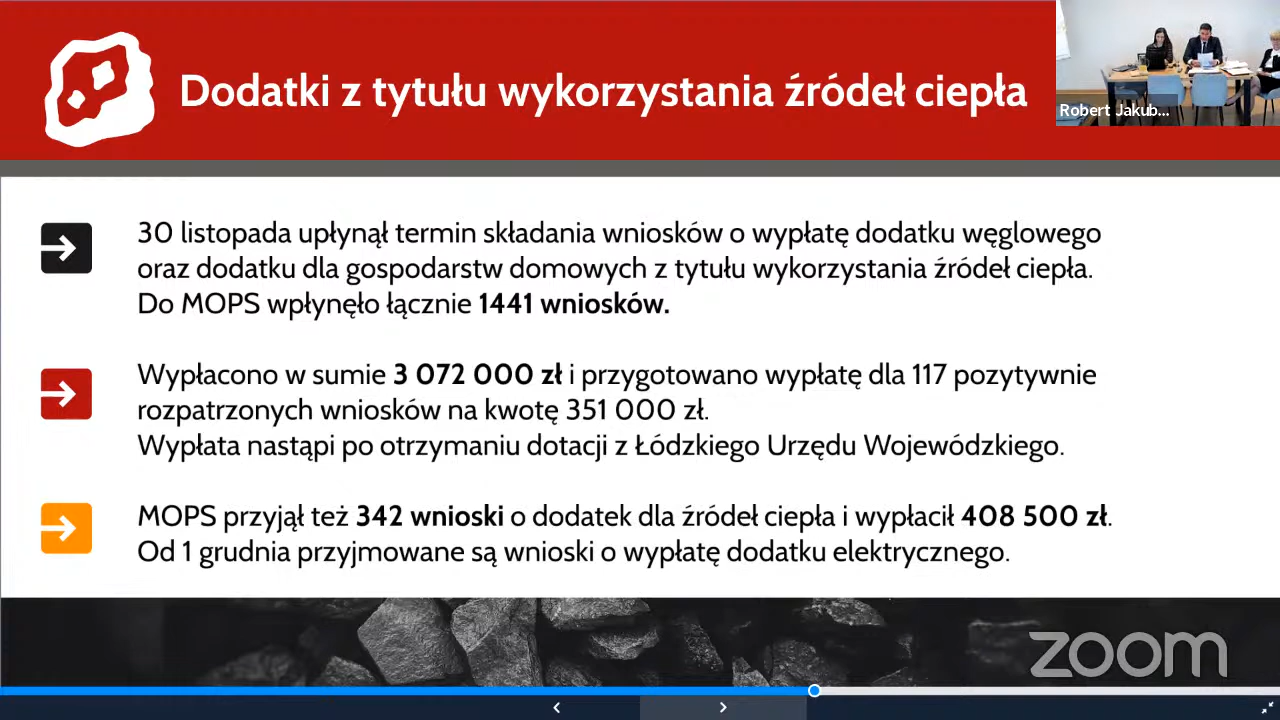 Dodatki z tytułu wykorzystania źródeł ciepła
Robert Jakub...
30 listopada upłynął termin składania wniosków o wypłatę dodatku węglowego
oraz dodatku dla gospodarstw domowych z tytułu wykorzystania źródeł ciepła.
Do MOPS wpłynęło łącznie 1441 wniosków.
Wypłacono w sumie 3 072 000 zł i przygotowano wypłatę dla 117 pozytywnie
rozpatrzonych wniosków na kwotę 351 000 zł.
Wypłata nastąpi po otrzymaniu dotacji z Łódzkiego Urzędu Wojewódzkiego.
MOPS przyjął też 342 wnioski o dodatek dla źródeł ciepła i wypłacił 408 500 zł.
Od 1 grudnia przyjmowane są wnioski o wypłatę dodatku elektrycznego.
zoom